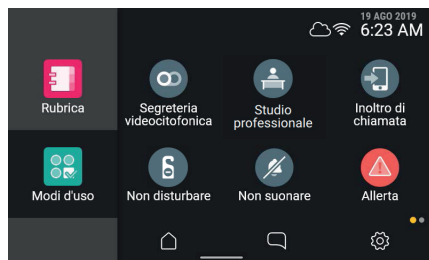 19 AGO 2019
6:23 AM
Rubrica
Segreteria
videocitofonica
Studio
professionale
Inoltro di
chiamata
Modi d'uso
Non disturbare
Non suonare
Allerta